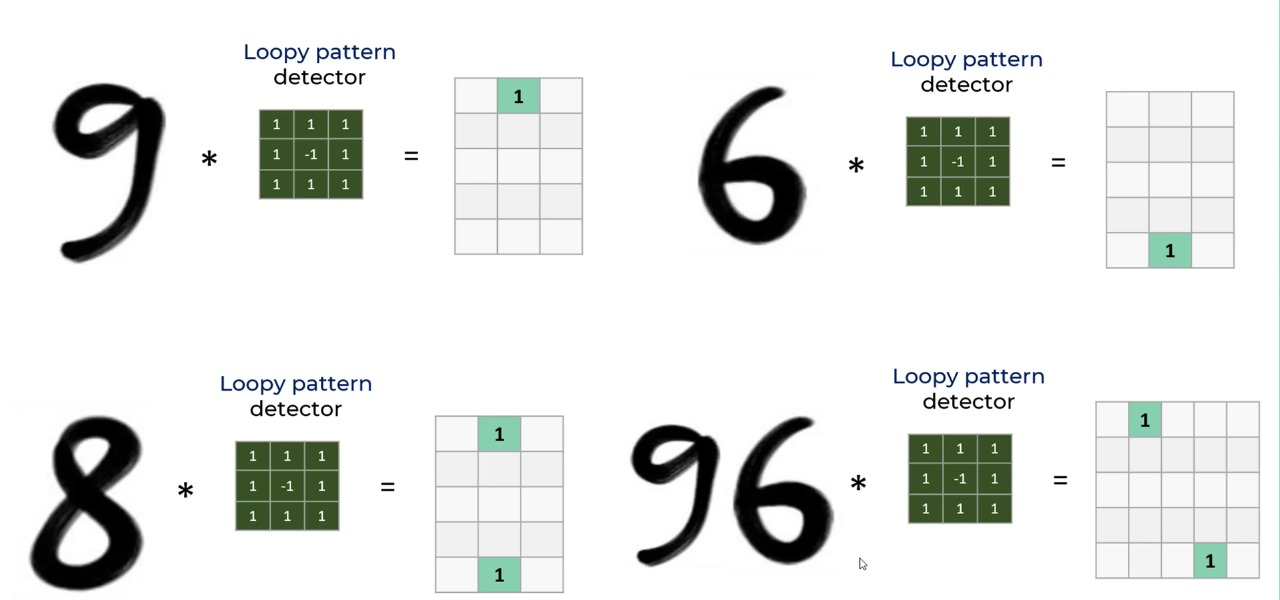 Loopy pattern
detector
9 * 1 1 1 = 1
1 -1 1
1 1 1
Loopy pattern
detector
6 * 1 1 1 = 1
1 -1 1
1 1 1
Loopy pattern
detector
8 * 1 1 1 = 1
1 -1 1
1 1 1
1
Loopy pattern
detector
96 * 1 1 1 = 1
1 -1 1
1 1 1
1